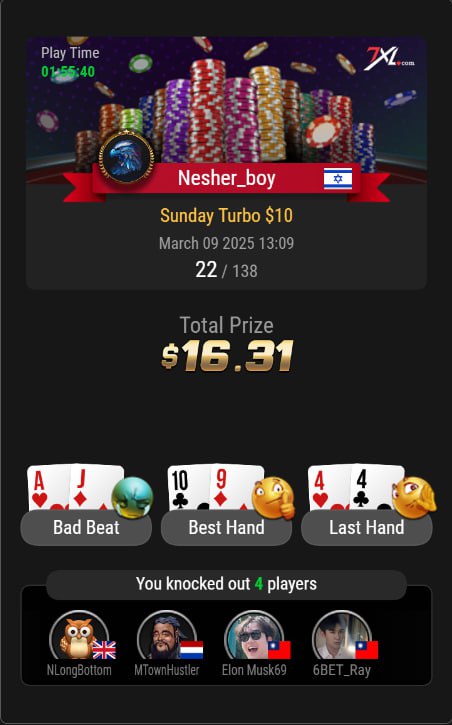 Play Time
01:55:40
7XL.com
Nesher_boy
Sunday Turbo $10
March 09 2025 13:09
22 / 138
Total Prize
$16.31
A J
10 9
4 4
Bad Beat
Best Hand
Last Hand
You knocked out 4 players
NLongBottom
MTownHustler
Elon Musk69
6BET_Ray